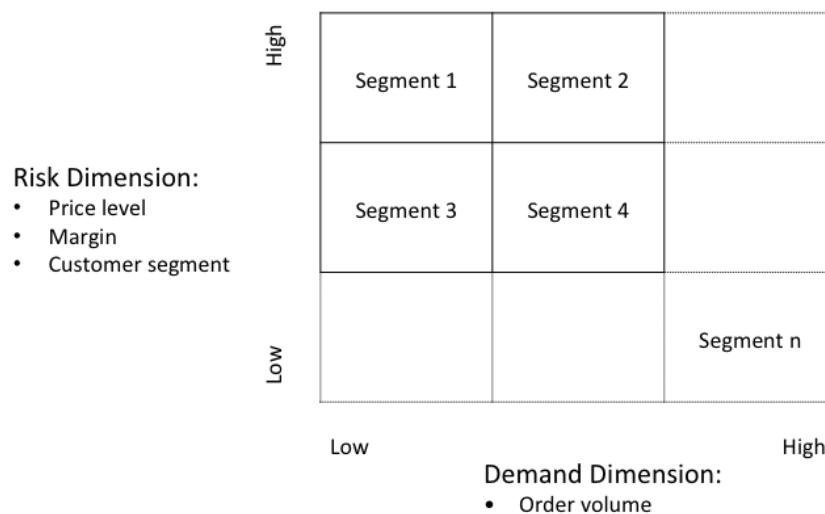 High
Segment 1
Segment 2
Risk Dimension:
• Price level
• Margin
• Customer segment
Segment 3
Segment 4
Low
Segment n
Low
High
Demand Dimension:
• Order volume